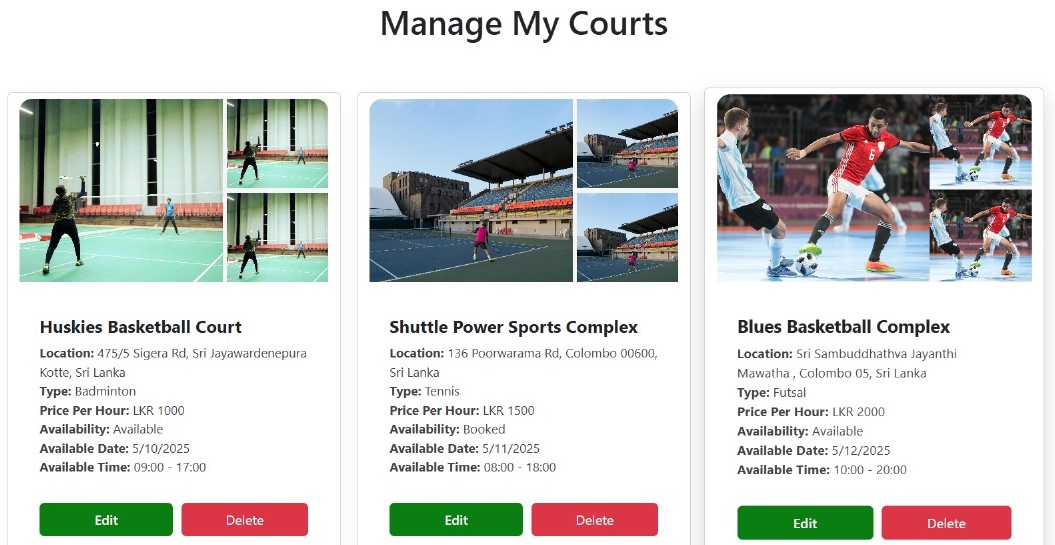 Manage My Courts
Huskies Basketball Court
Location: 475/5 Sigera Rd, Sri Jayawardenepura
Kotte, Sri Lanka
Type: Badminton
Price Per Hour: LKR 1000
Availability: Available
Available Date: 5/10/2025
Available Time: 09:00 - 17:00
Edit
Delete
Shuttle Power Sports Complex
Location: 136 Poorwarama Rd, Colombo 00600,
Sri Lanka
Type: Tennis
Price Per Hour: LKR 1500
Availability: Booked
Available Date: 5/11/2025
Available Time: 08:00 - 18:00
Edit
Delete
Blues Basketball Complex
Location: Sri Sambuddhathva Jayanthi
Mawatha , Colombo 05, Sri Lanka
Type: Futsal
Price Per Hour: LKR 2000
Availability: Available
Available Date: 5/12/2025
Available Time: 10:00 - 20:00
Edit
Delete